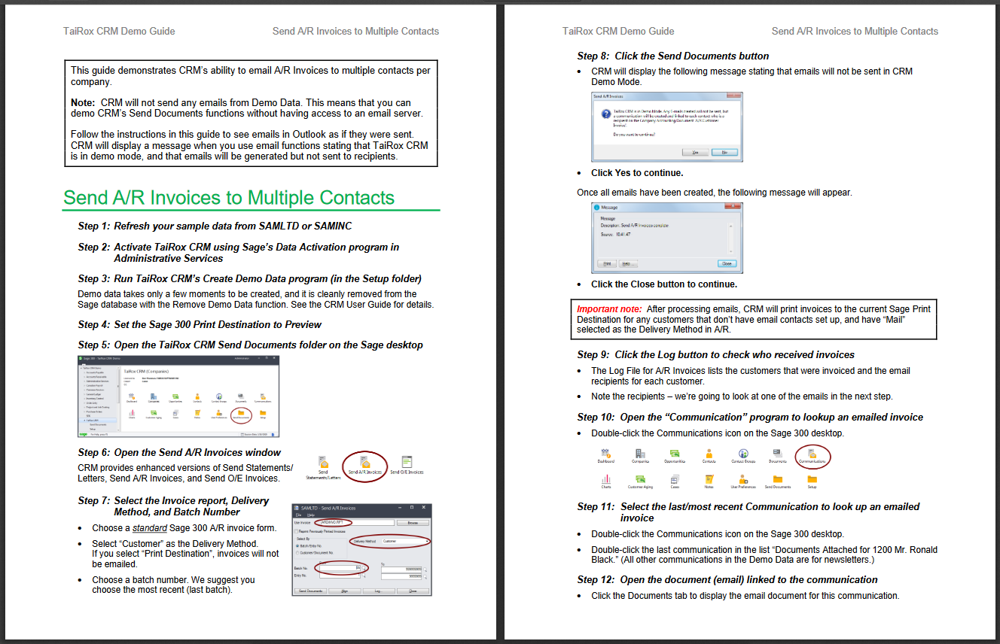 TaiRox CRM Demo Guide
Send A/R Invoices to Multiple Contacts
This guide demonstrates CRM's ability to email A/R Invoices to multiple contacts per
company.
Note: CRM will not send any emails from Demo Data. This means that you can
demo CRM's Send Documents functions without having access to an email server.
Follow the instructions in this guide to see emails in Outlook as if they were sent.
CRM will display a message when you use email functions stating that TaiRox CRM
is in demo mode, and that emails will be generated but not sent to recipients.
Send A/R Invoices to Multiple Contacts
Step 1: Refresh your sample data from SAMLTD or SAMINC
Step 2: Activate TaiRox CRM using Sage's Data Activation program in
Administrative Services
Step 3: Run TaiRox CRM's Create Demo Data program (in the Setup folder)
Demo data takes only a few moments to be created, and it is cleanly removed from the
Sage database with the Remove Demo Data function. See the CRM User Guide for details.
Step 4: Set the Sage 300 Print Destination to Preview
Step 5: Open the TaiRox CRM Send Documents folder on the Sage desktop
TaiRox CRM (Companies)
Dashboard
Companies
Opportunities
Contacts
Contact Groups
Documents
Communications
Charts
Customer Aging
Cases
Notes
User Preferences
Send Documents
Setup
Step 6: Open the Send A/R Invoices window
CRM provides enhanced versions of Send Statements/
Letters, Send A/R Invoices, and Send O/E Invoices.
Send
Statements/Letters
Send A/R Invoices
Send O/E Invoices
Step 7: Select the Invoice report, Delivery
Method, and Batch Number
• Choose a standard Sage 300 A/R invoice form.
• Select “Customer” as the Delivery Method.
If you select “Print Destination”, invoices will not
be emailed.
• Choose a batch number. We suggest you
choose the most recent (last batch).
SAMLTD - Send A/R Invoices
File Help
Use Invoice
Browse
Reprint Previously Printed Invoices
Select By
Batch/Entry No.
Customer/Document No.
Delivery Method
Customer
To
Batch No.
Entry No.
Send Documents
Align
Log...
Close
TaiRox CRM Demo Guide
Send A/R Invoices to Multiple Contacts
Step 8: Click the Send Documents button
• CRM will display the following message stating that emails will not be sent in CRM
Demo Mode.
Send A/R Invoices
TaiRox CRM is in Demo Mode. Any E-mails created will not be sent, but
a communication will be created and linked to each contact who is a
recipient on the Company Accounting Document: A/R Customer
Invoice!
Do you want to continue?
Yes
No
• Click Yes to continue.
Once all emails have been created, the following message will appear.
Message
Message
Description: Send A/R Invoices complete
Source: 10:41:47
Print
Help...
Close
• Click the Close button to continue.
Important note: After processing emails, CRM will print invoices to the current Sage Print
Destination for any customers that don't have email contacts set up, and have “Mail”
selected as the Delivery Method in A/R.
Step 9: Click the Log button to check who received invoices
• The Log File for A/R Invoices lists the customers that were invoiced and the email
recipients for each customer.
• Note the recipients – we're going to look at one of the emails in the next step.
Step 10: Open the “Communication” program to lookup an emailed invoice
• Double-click the Communications icon on the Sage 300 desktop.
Dashboard
Companies
Opportunities
Contacts
Contact Groups
Documents
Communications
Charts
Customer Aging
Cases
Notes
User Preferences
Send Documents
Setup
Step 11: Select the last/most recent Communication to look up an emailed
invoice
• Double-click the Communications icon on the Sage 300 desktop.
• Double-click the last communication in the list “Documents Attached for 1200 Mr. Ronald
Black.” (All other communications in the Demo Data are for newsletters.)
Step 12: Open the document (email) linked to the communication
• Click the Documents tab to display the email document for this communication.